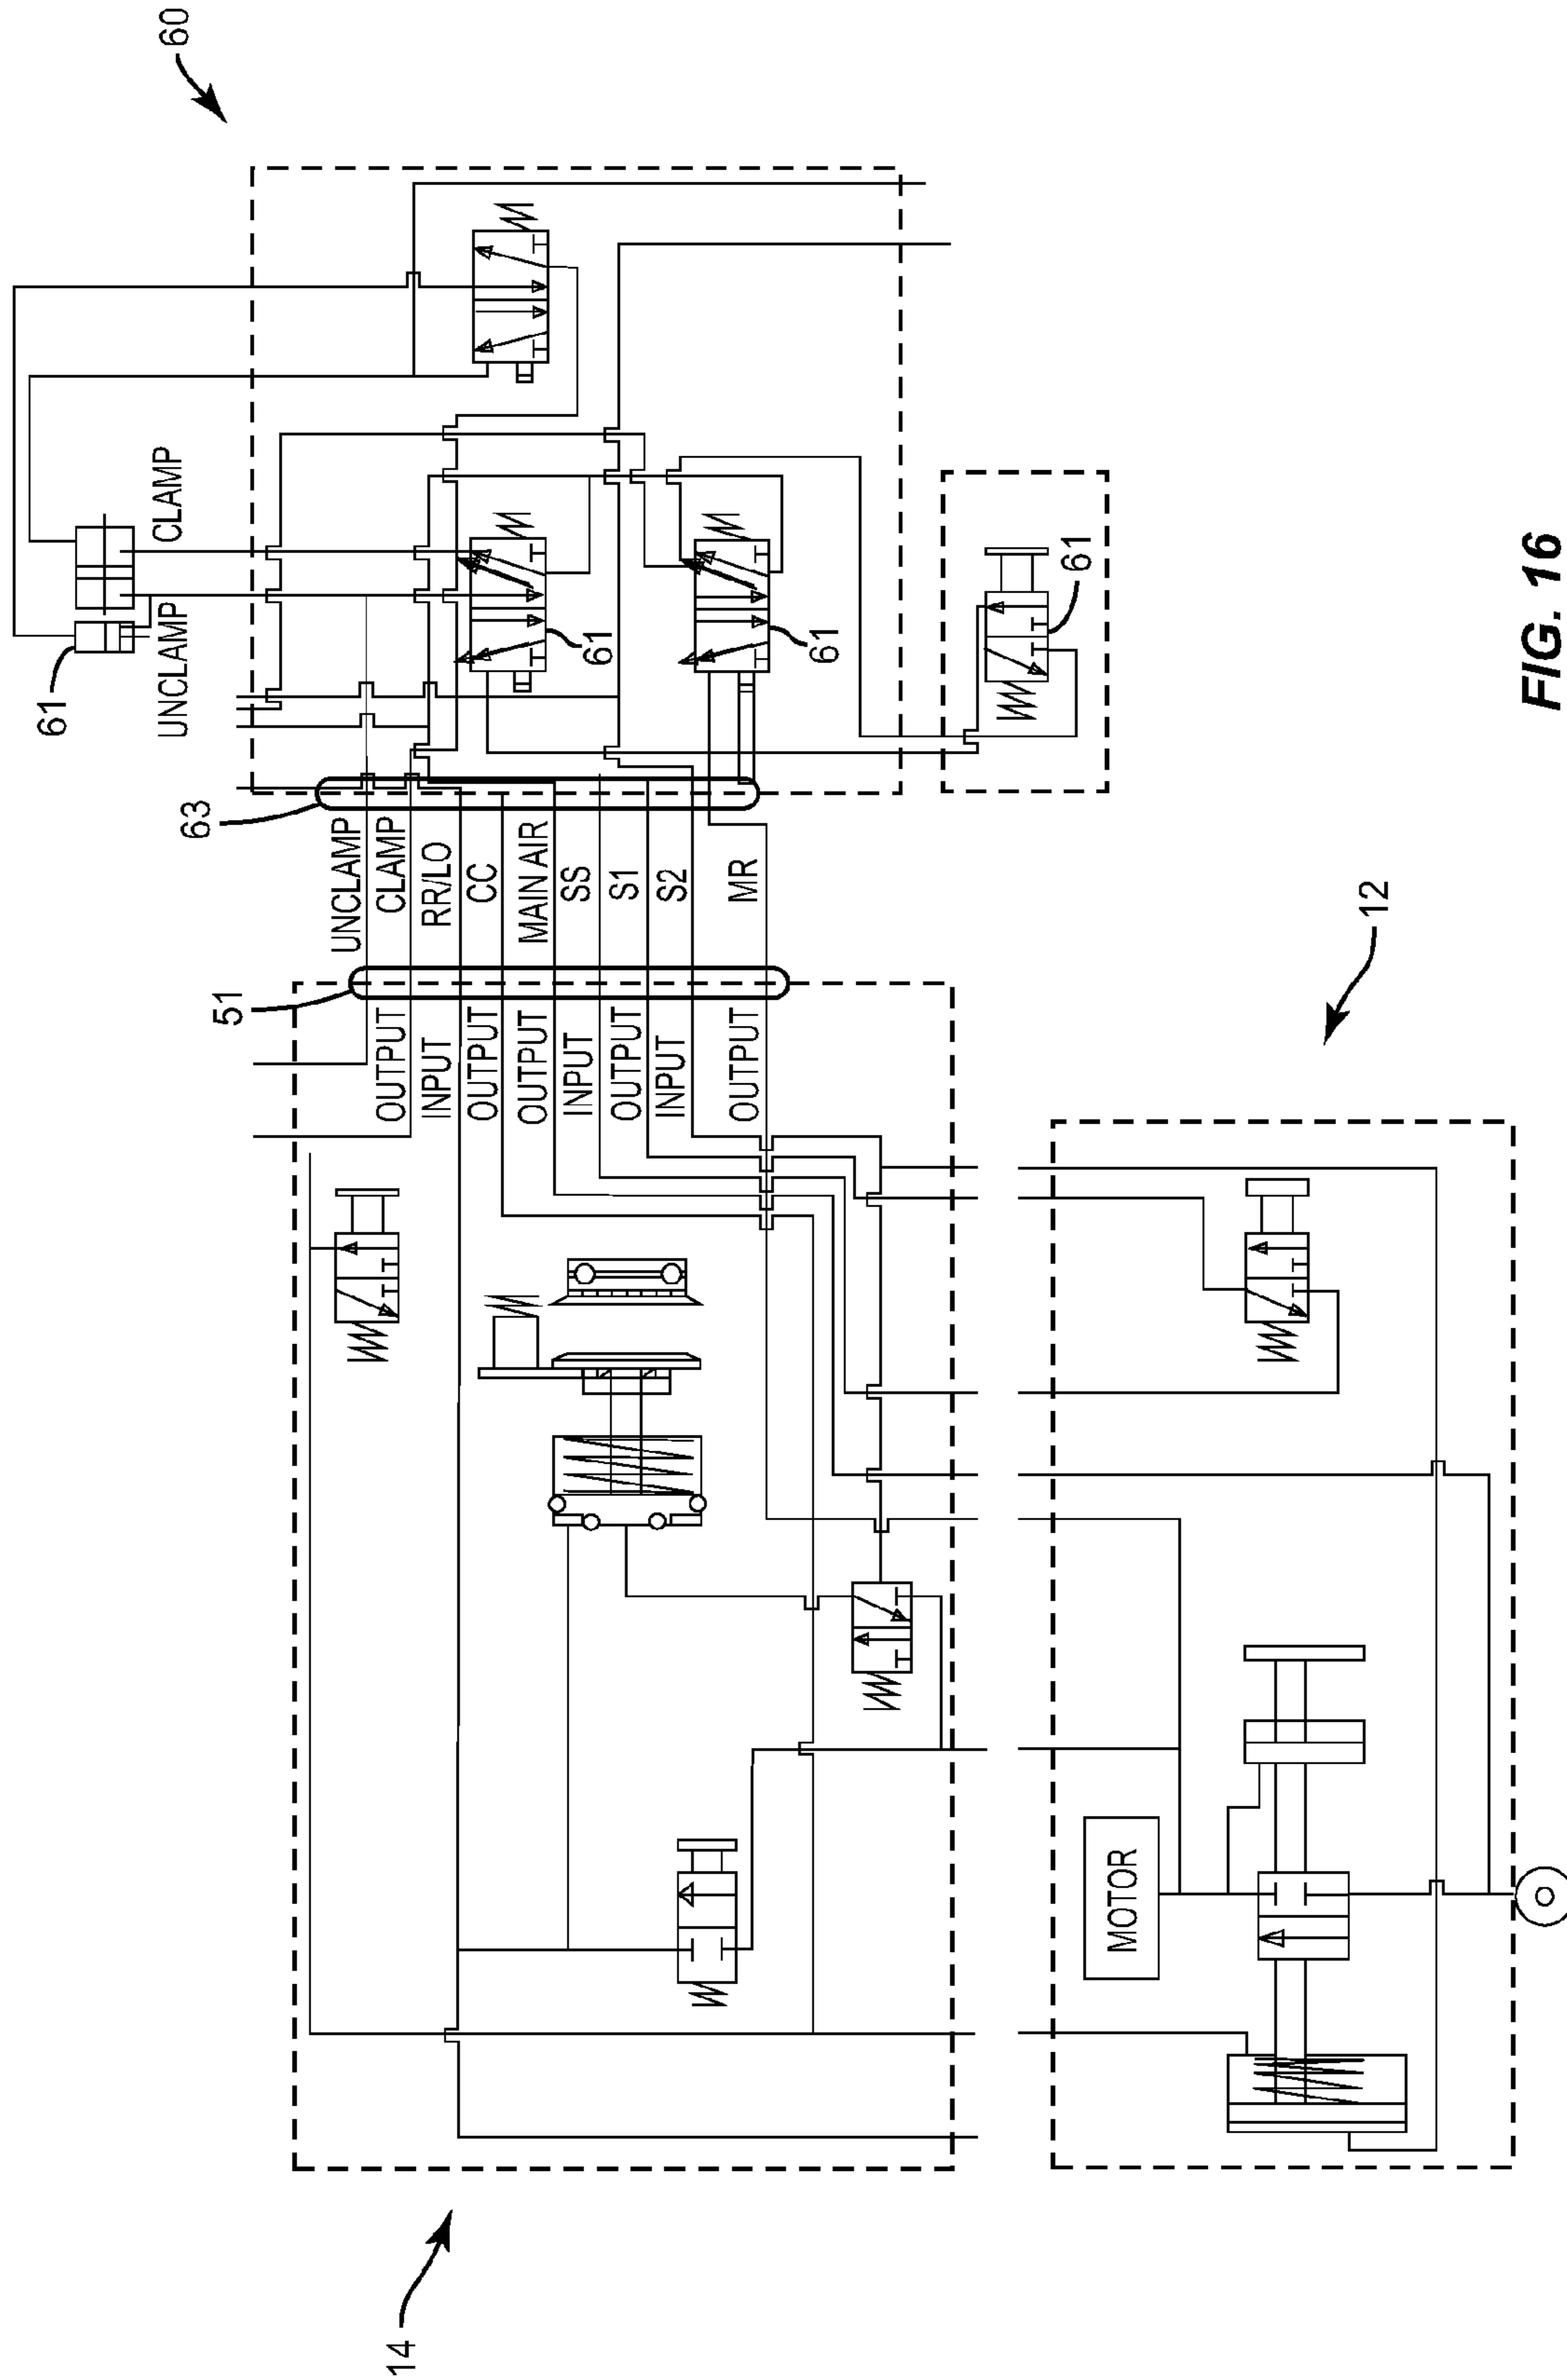 60
61
CLAMP
UNCLAMP
61
61
61
63
UNCLAMP
CLAMP
RR/LO
CC
MAIN AIR
SS
S1
S2
MR
51
OUTPUT
INPUT
OUTPUT
OUTPUT
INPUT
OUTPUT
INPUT
OUTPUT
12
14
MOTOR
FIG. 16